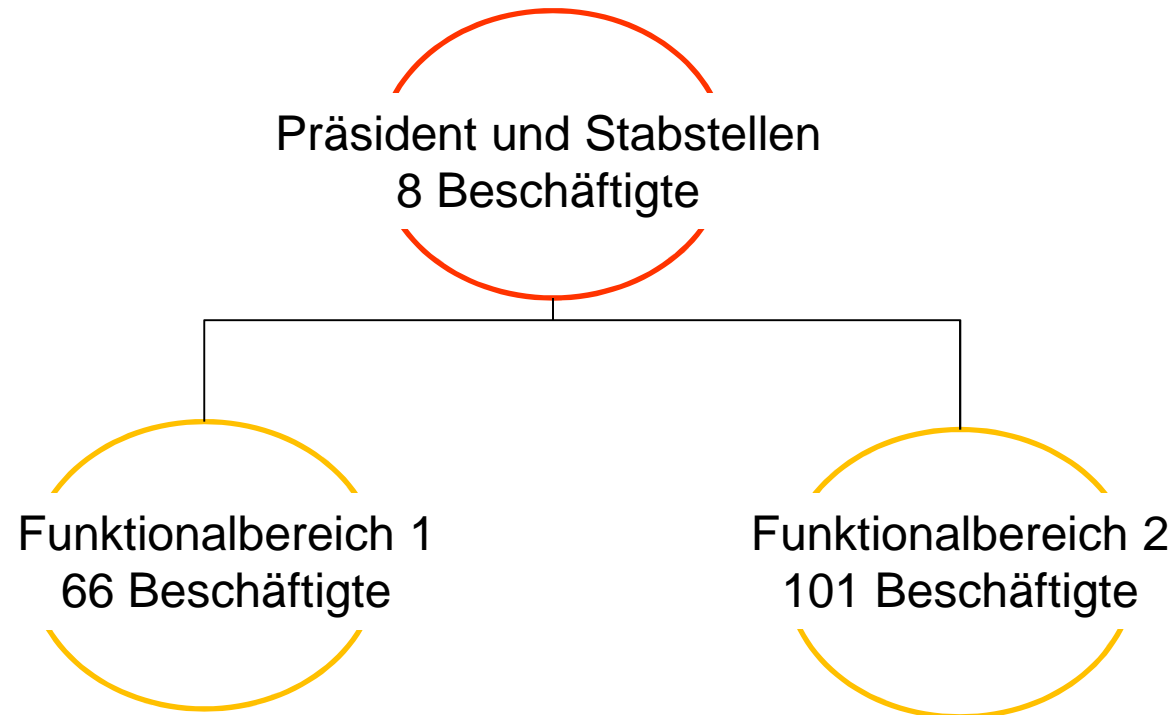 Präsident und Stabstellen
8 Beschäftigte
Funktionalbereich 1
66 Beschäftigte
Funktionalbereich 2
101 Beschäftigte